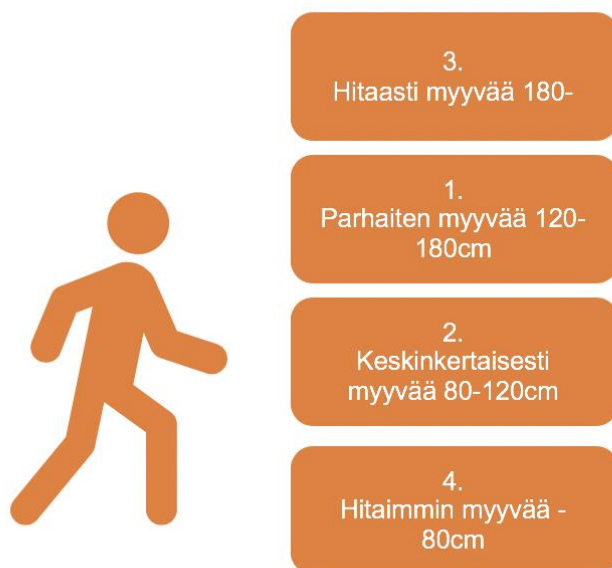 3.
Hitaasti myyvää 180-
1.
Parhaiten myyvää 120-
180cm
2.
Keskinkertaisesti
myyvää 80-120cm
4.
Hitaimmin myyvää -
80cm